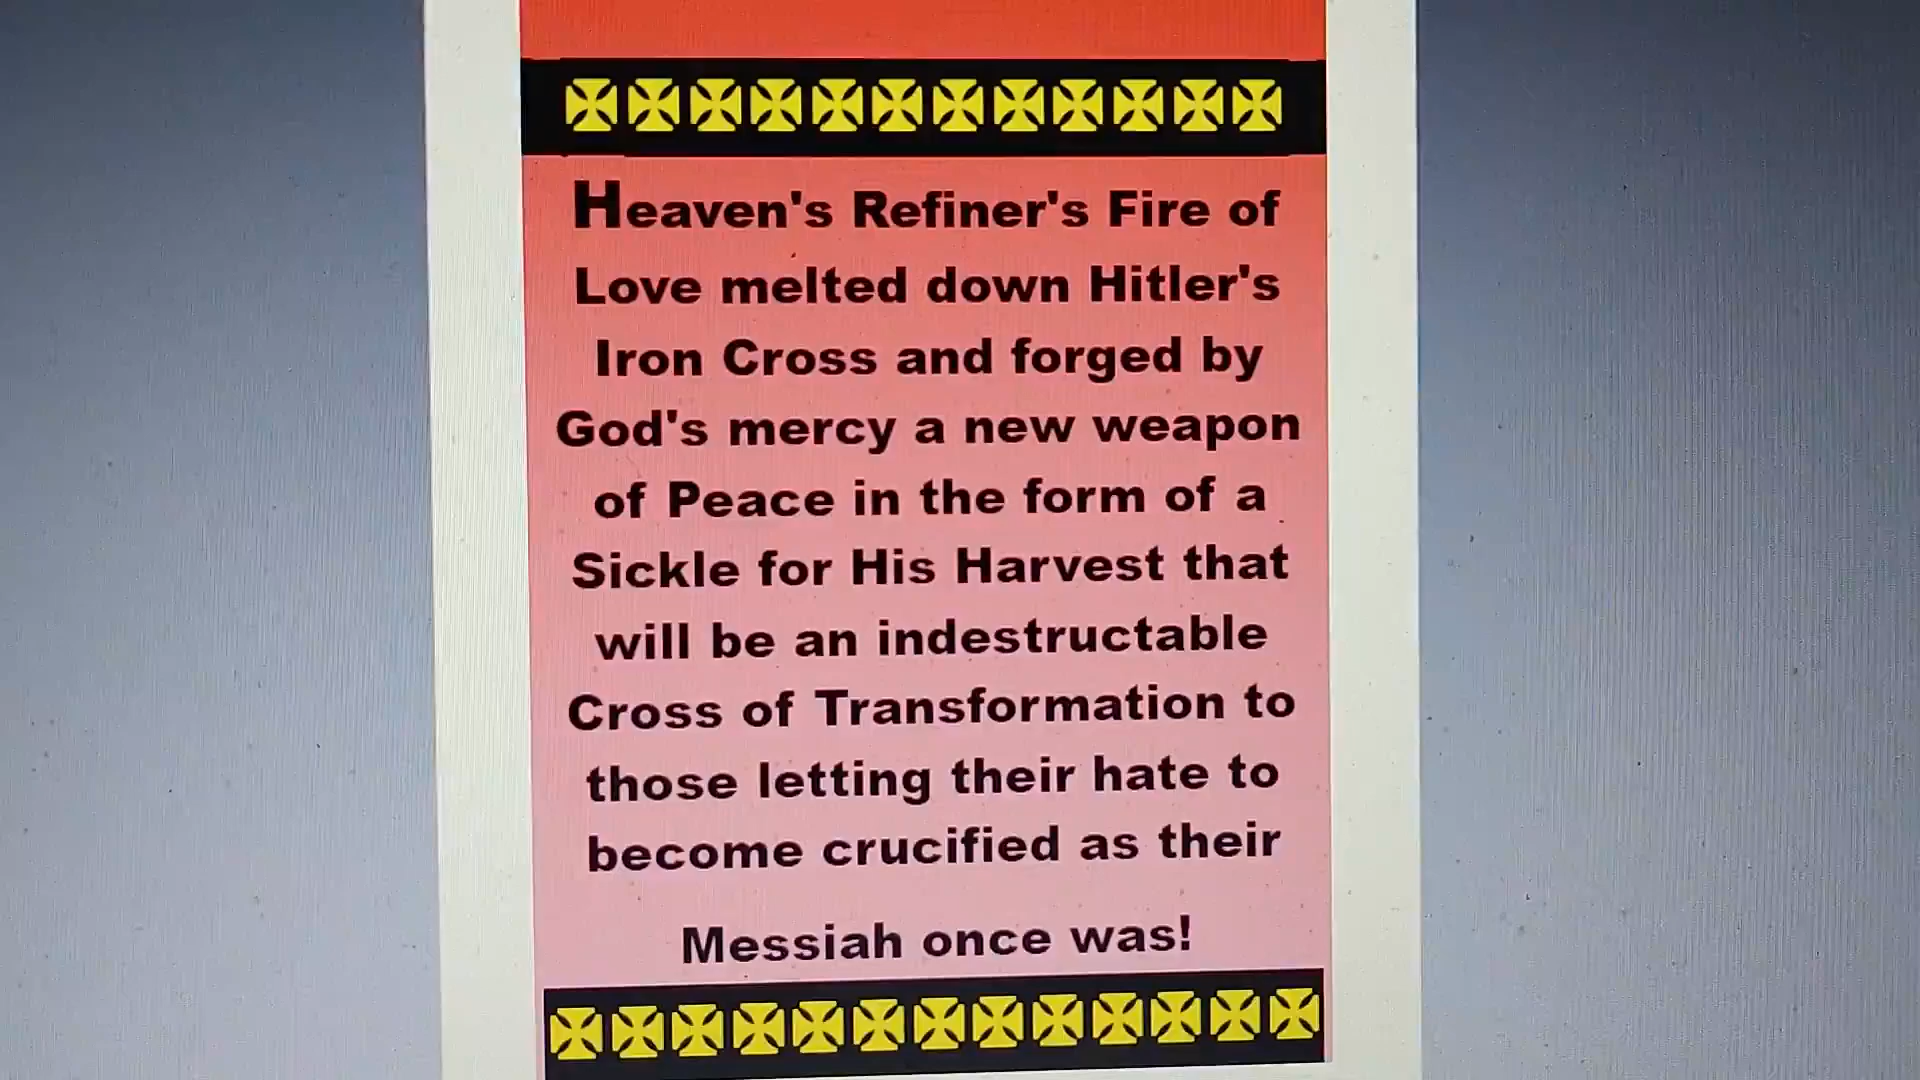 Heaven's Refiner's Fire of
Love melted down Hitler's
Iron Cross and forged by
God's mercy a new weapon
of Peace in the form of a
Sickle for His Harvest that
will be an indestructable
Cross of Transformation to
those letting their hate to
become crucified as their
Messiah once was!